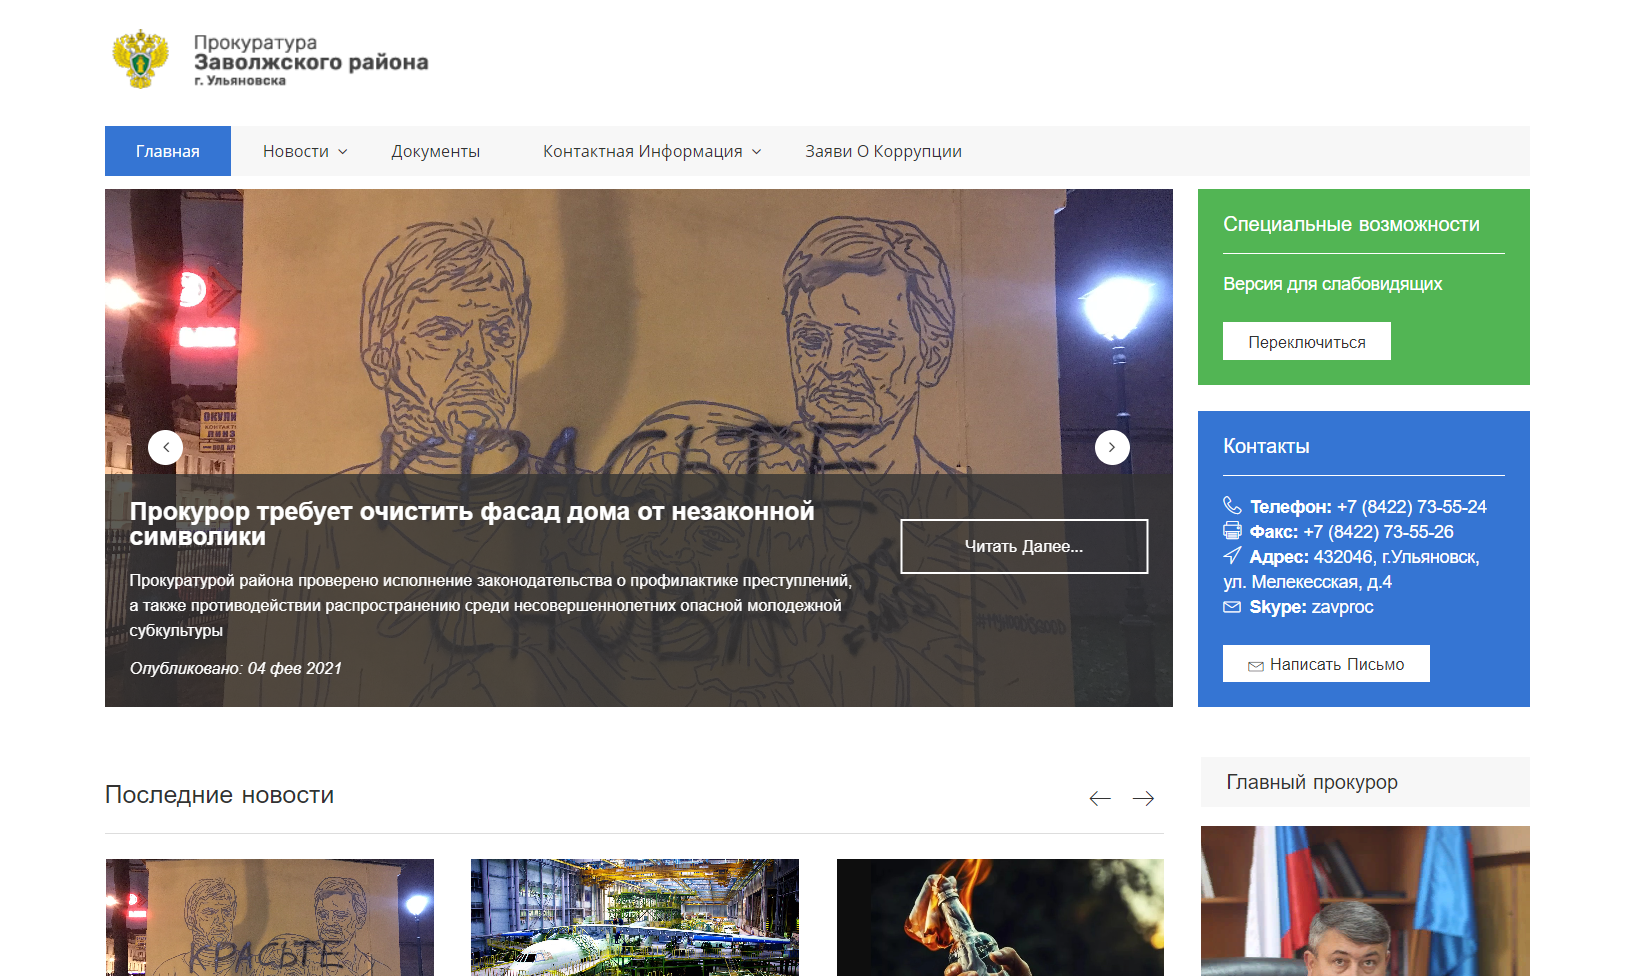 Прокуратура
Заволжского района
г. Ульяновска
Главная
Новости
Документы
Контактная Информация
Заяви О Коррупции
КРАСЬТЕ
СНОВА
Прокурор требует очистить фасад дома от незаконной
символики
Прокуратурой района проверено исполнение законодательства о профилактике преступлений,
а также противодействии распространению среди несовершеннолетних опасной молодежной
субкультуры
Опубликовано: 04 фев 2021
Читать Далее...
Специальные возможности
Версия для слабовидящих
Переключиться
Контакты
Телефон: +7 (8422) 73-55-24
Факс: +7 (8422) 73-55-26
Адрес: 432046, г.Ульяновск,
ул. Мелекесская, д.4
Skype: zavproc
Написать Письмо
Последние новости
Главный прокурор
КРАСЬТЕ